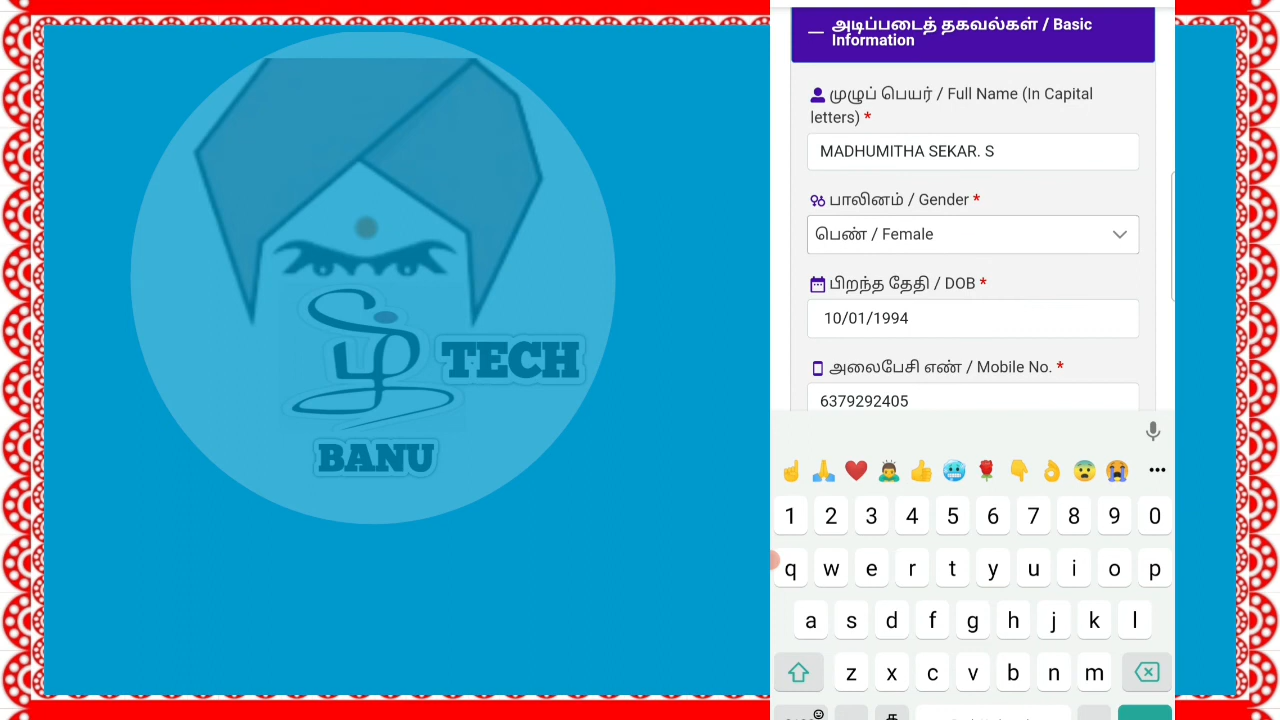 TECH
BANU
அடிப்படைத் தகவல்கள் / Basic
Information
முழுப் பெயர் / Full Name (In Capital
letters) *
MADHUMITHA SEKAR. S
பாலினம் / Gender *
பெண் / Female
பிறந்த தேதி / DOB *
10/01/1994
அலைபேசி எண் / Mobile No. *
6379292405
1 2 3 4 5 6 7 8 9 0
q w e r t y u i o p
a s d f g h j k l
z x c v b n m